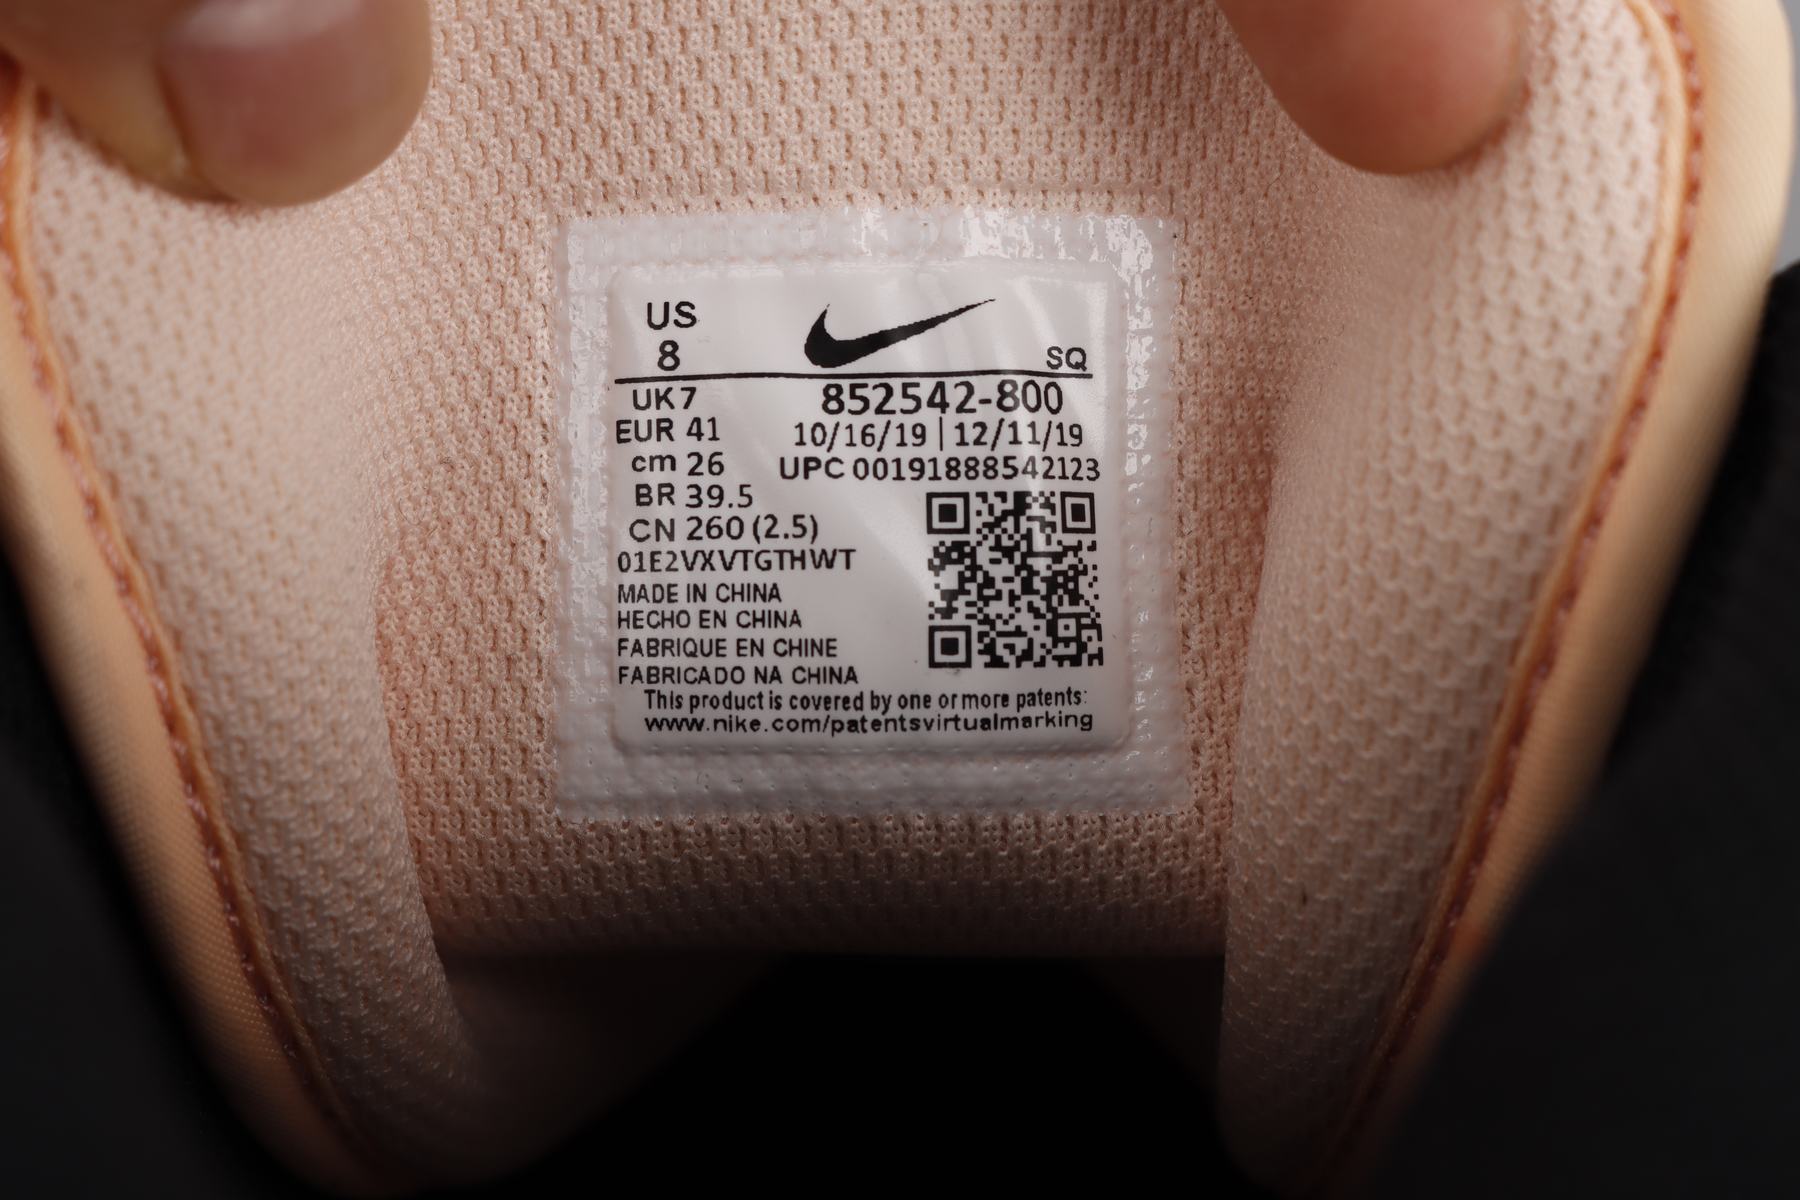 US
8
SQ
UK 7
852542-800
EUR 41
10/16/19 | 12/11/19
cm 26
UPC 00191888542123
BR 39.5
CN 260 (2.5)
01E2VXVTGTHWT
MADE IN CHINA
HECHO EN CHINA
FABRIQUE EN CHINE
FABRICADO NA CHINA
This product is covered by one or more patents:
www.nike.com/patentsvirtualmarking